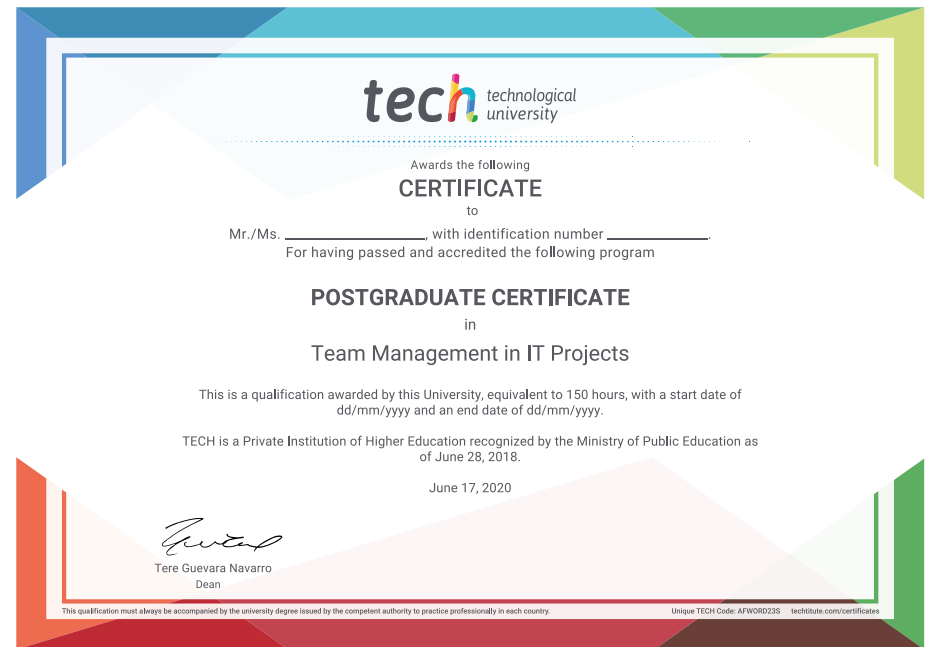 tech technological
university
Awards the following
CERTIFICATE
to
Mr./Ms. ____________________, with identification number ______________.
For having passed and accredited the following program
POSTGRADUATE CERTIFICATE
in
Team Management in IT Projects
This is a qualification awarded by this University, equivalent to 150 hours, with a start date of
dd/mm/yyyy and an end date of dd/mm/yyyy.
TECH is a Private Institution of Higher Education recognized by the Ministry of Public Education as
of June 28, 2018.
June 17, 2020
Tere Guevara Navarro
Dean
This qualification must always be accompanied by the university degree issued by the competent authority to practice professionally in each country.
Unique TECH Code: AFWORD23S techtitute.com/certificates